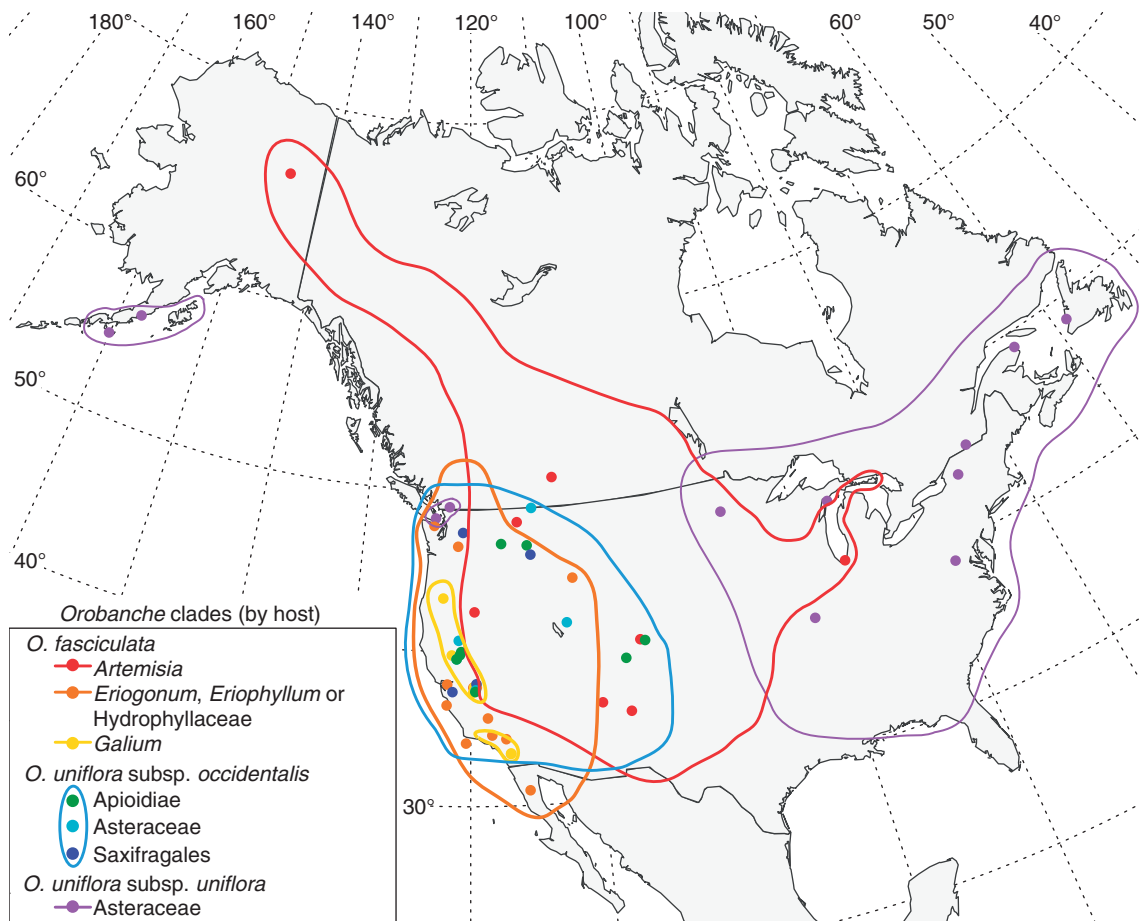 180° 160° 140° 120° 100° 80° 60° 50° 40°
60°
50°
40°
30°
Orobanche clades (by host)
O. fasciculata
Artemisia
Eriogonum, Eriophyllum or
Hydrophyllaceae
Galium
O. uniflora subsp. occidentalis
Apioidiae
Asteraceae
Saxifragales
O. uniflora subsp. uniflora
Asteraceae